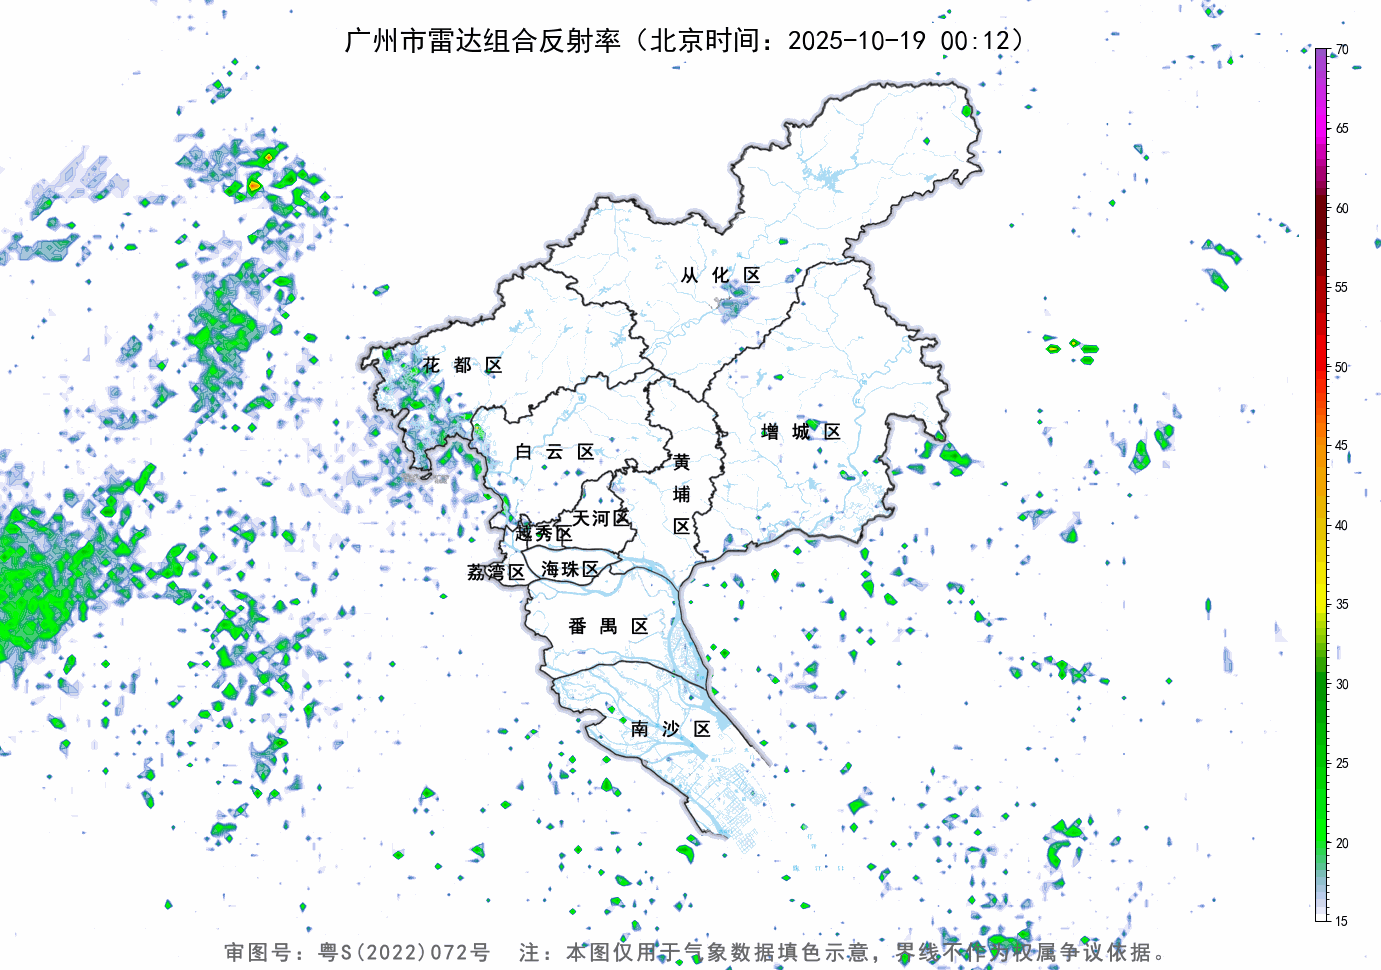 广州市雷达组合反射率（北京时间：2025-10-19 00:12）
70
65
60
55
50
45
40
35
30
25
20
15
从化区
花都区
增城区
白云区
黄埔区
天河区
越秀区
海珠区
荔湾区
番禺区
南沙区
审图号：粤S(2022)072号 注：本图仅用于气象数据填色示意，界线不作为权属争议依据。